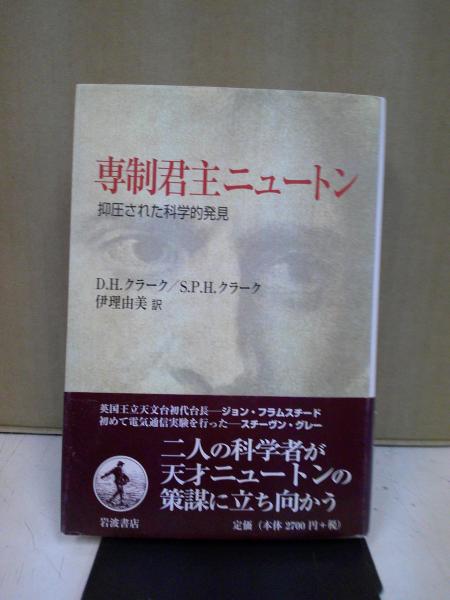 専制君主ニュートン
抑圧された科学的発見
D.H.クラーク/S.P.H.クラーク
伊理由美 訳
英国王立天文台初代台長─ジョン・フラムスチード
初めて電気通信実験を行った─スチーヴン・グレー
二人の科学者が
天才ニュートンの
策謀に立ち向かう
岩波書店
定価(本体2700円+税)